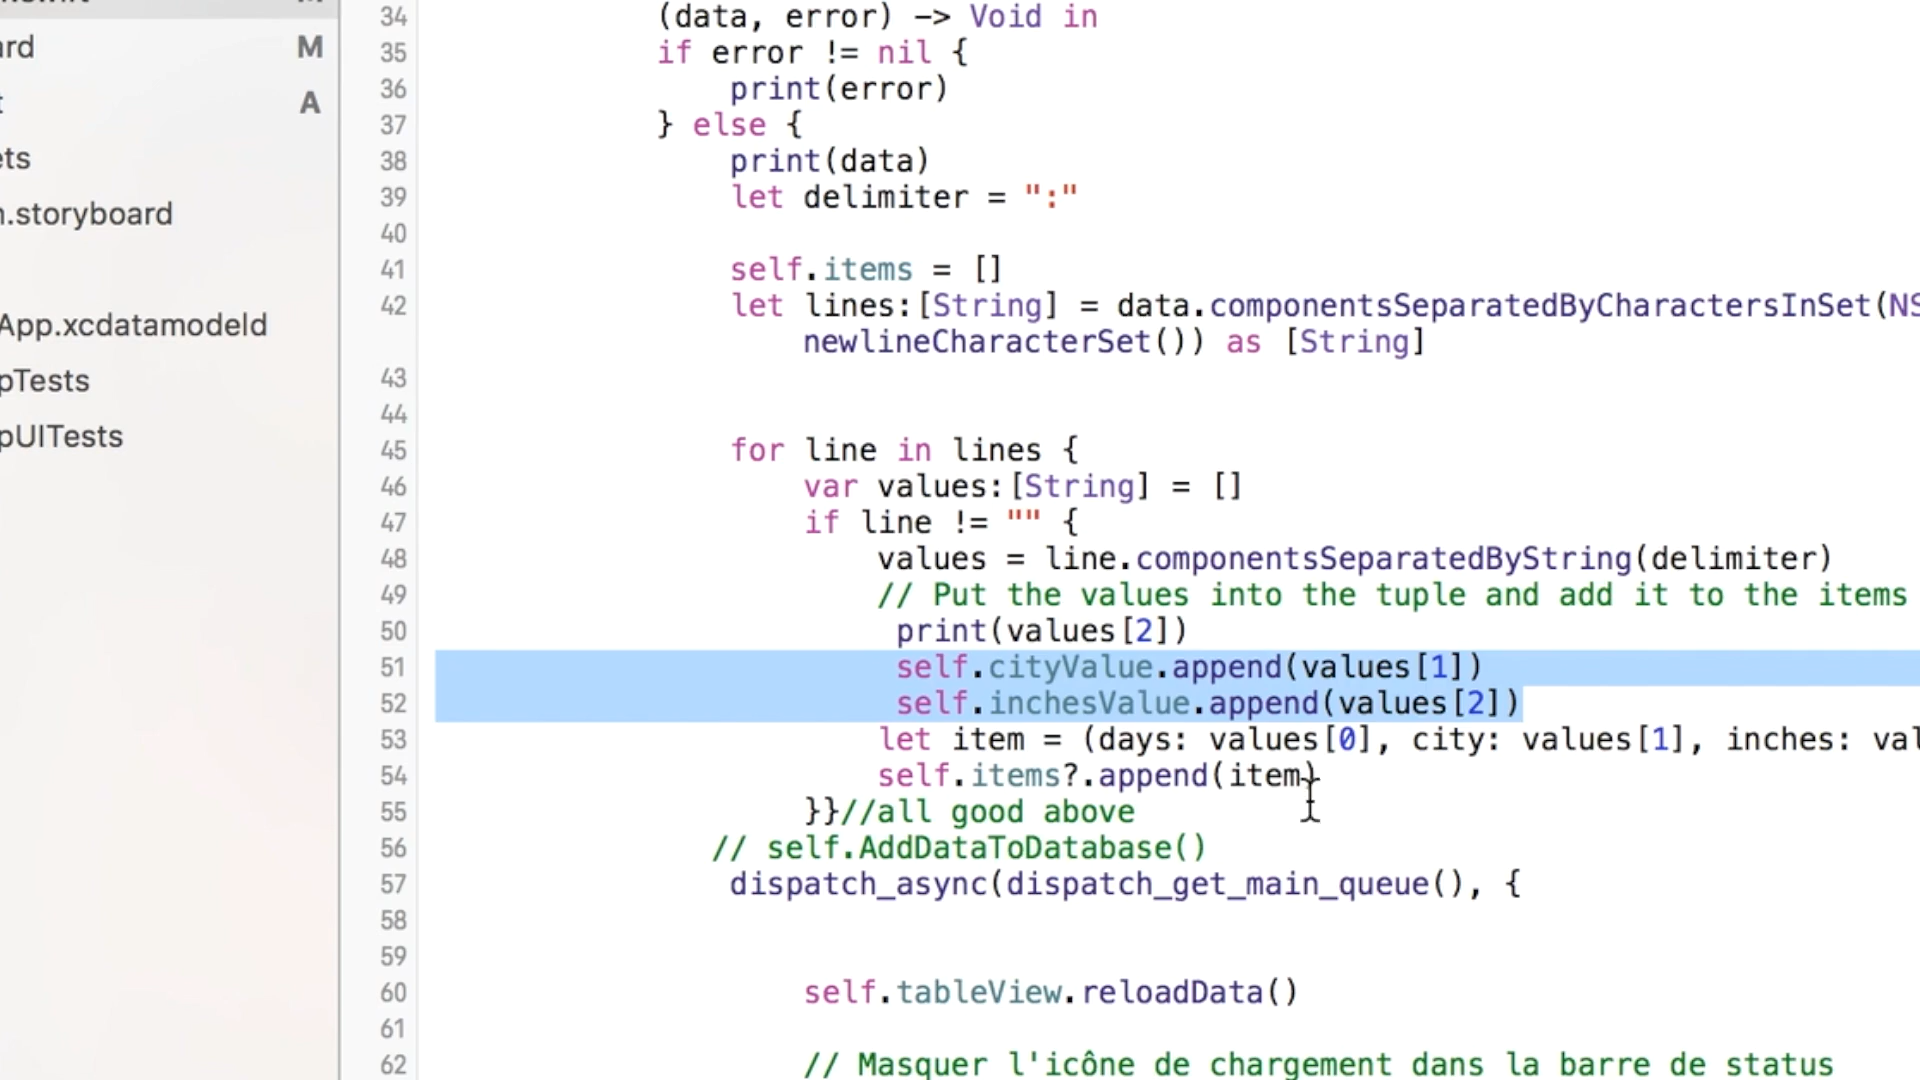 M
ard M
t A
ets
n.storyboard
App.xcdatamodeld
pTests
pUITests
34 (data, error) -> Void in
35 if error != nil {
36 print(error)
37 } else {
38 print(data)
39 let delimiter = ":"
40
41 self.items = []
42 let lines:[String] = data.componentsSeparatedByCharactersInSet(NS
newlineCharacterSet()) as [String]
43
44
45 for line in lines {
46 var values:[String] = []
47 if line != "" {
48 values = line.componentsSeparatedByString(delimiter)
49 // Put the values into the tuple and add it to the items
50 print(values[2])
51 self.cityValue.append(values[1])
52 self.inchesValue.append(values[2])
53 let item = (days: values[0], city: values[1], inches: val
54 self.items?.append(item)
55 }}//all good above
56 // self.AddDataToDatabase()
57 dispatch_async(dispatch_get_main_queue(), {
58
59
60 self.tableView.reloadData()
61
62 // Masquer l'icône de chargement dans la barre de status